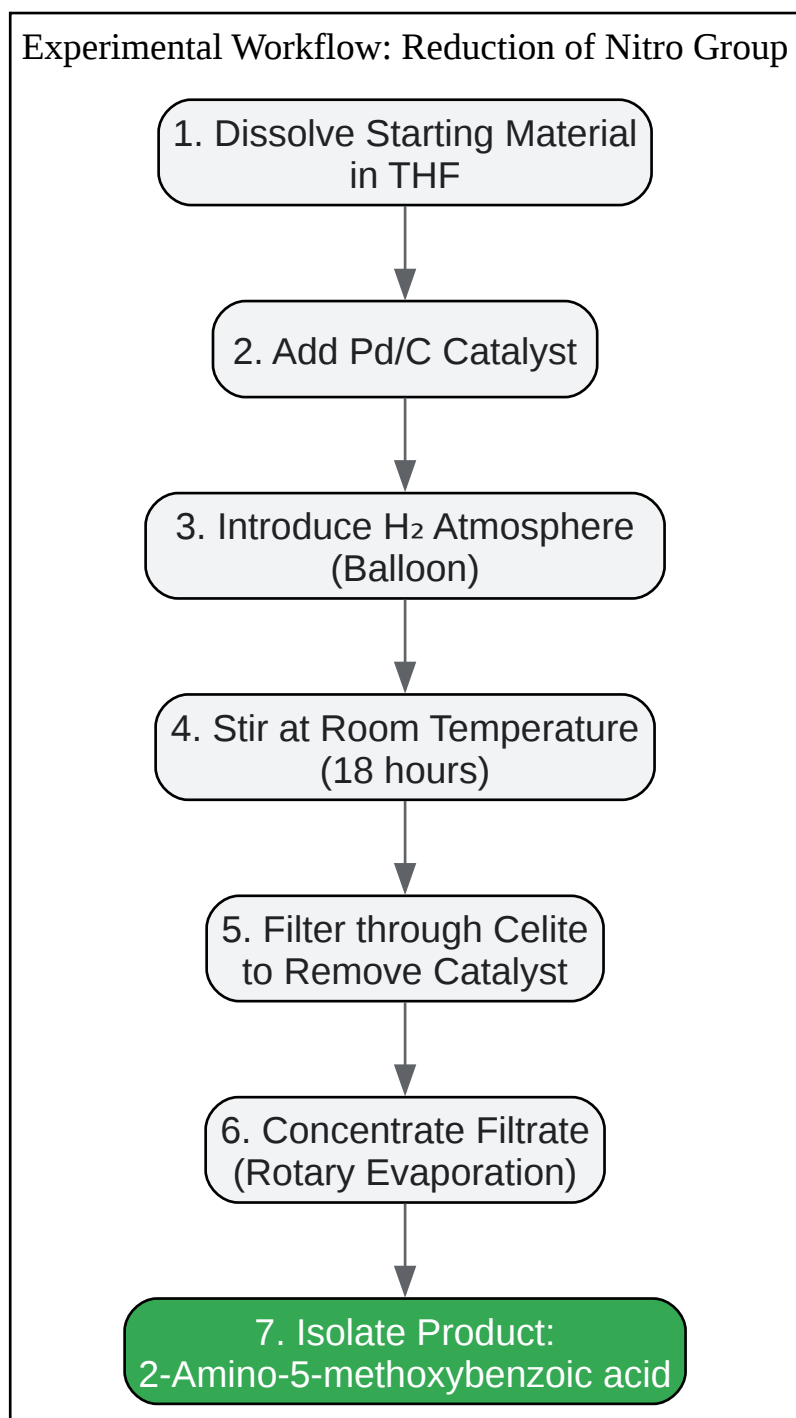 Experimental Workflow: Reduction of Nitro Group
1. Dissolve Starting Material
in THF
2. Add Pd/C Catalyst
3. Introduce H₂ Atmosphere
(Balloon)
4. Stir at Room Temperature
(18 hours)
5. Filter through Celite
to Remove Catalyst
6. Concentrate Filtrate
(Rotary Evaporation)
7. Isolate Product:
2-Amino-5-methoxybenzoic acid